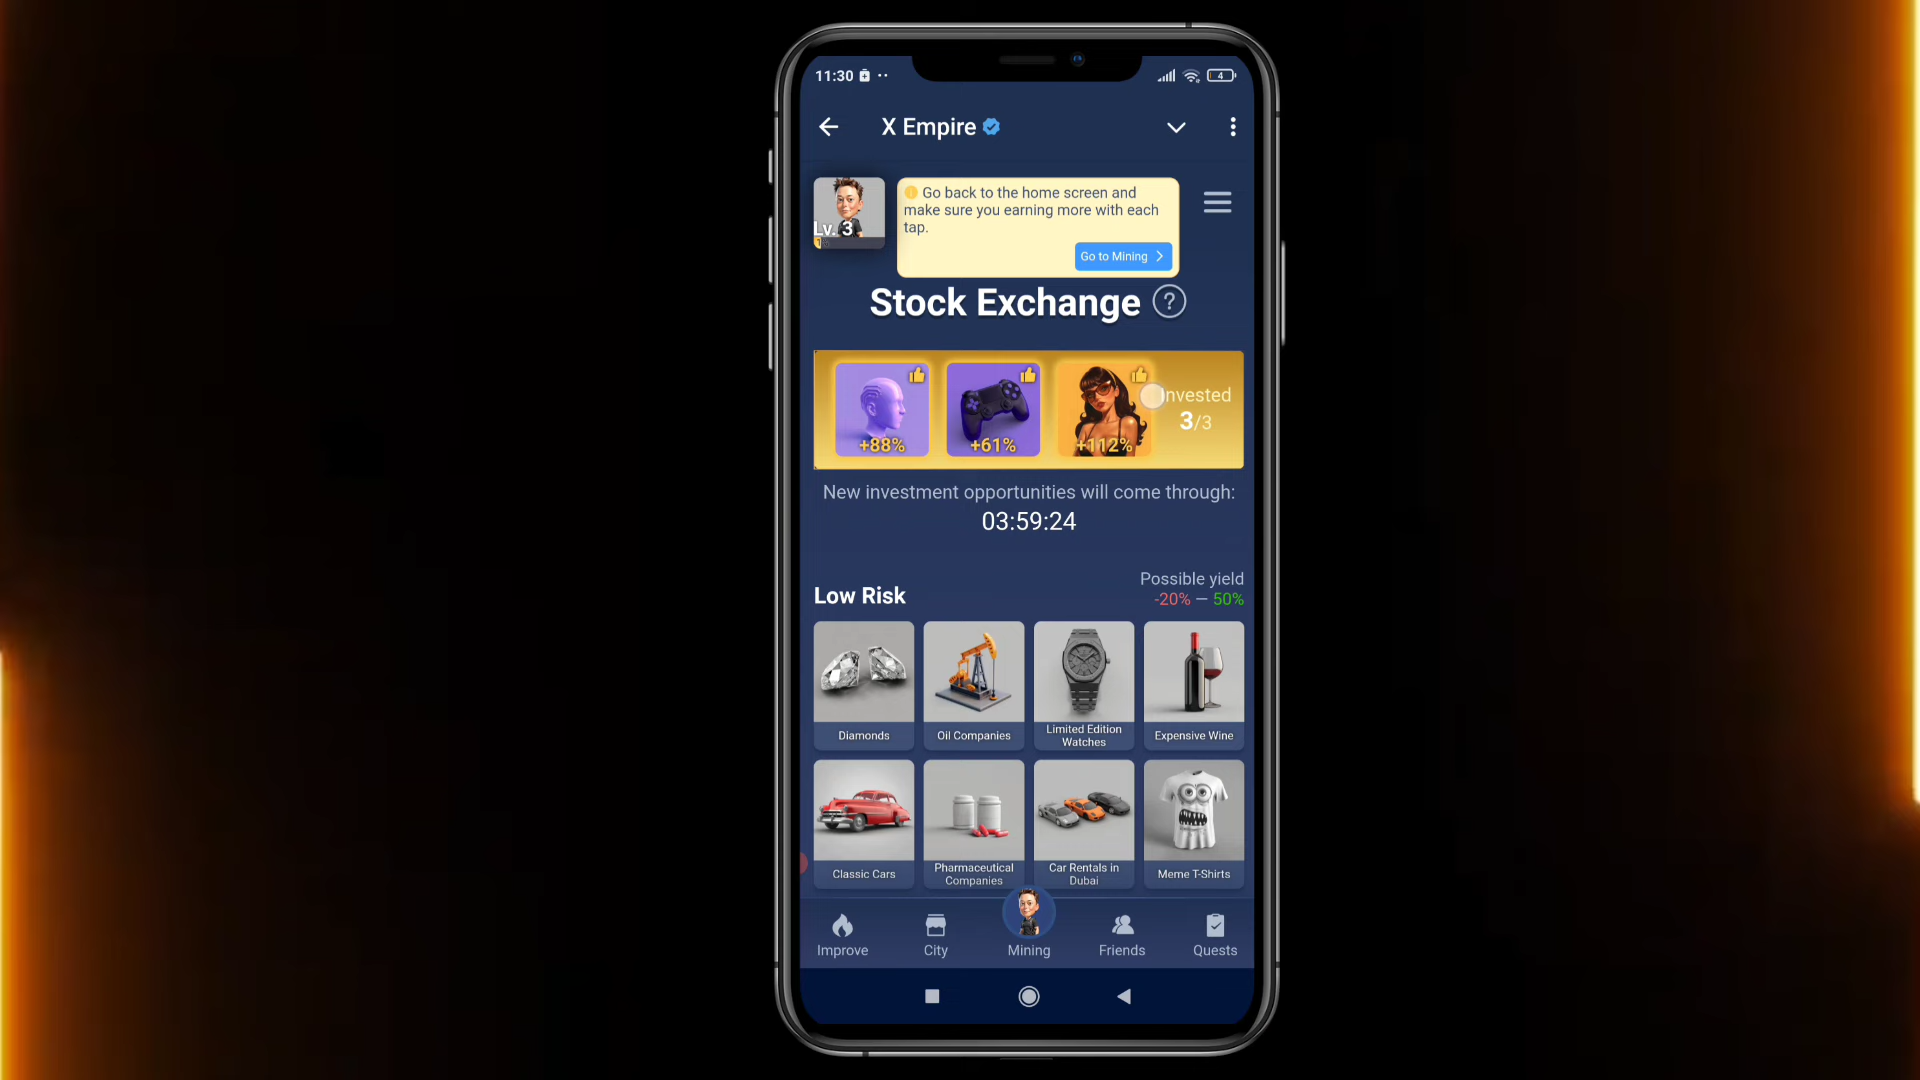 11:30
4
X Empire
Go back to the home screen and
make sure you earning more with each
tap.
Lv. 3
Go to Mining
Stock Exchange ?
+88%
+61%
+112%
Invested
3/3
New investment opportunities will come through:
03:59:24
Low Risk
Possible yield
-20% — 50%
Diamonds
Oil Companies
Limited Edition
Watches
Expensive Wine
Classic Cars
Pharmaceutical
Companies
Car Rentals in
Dubai
Meme T-Shirts
Improve
City
Mining
Friends
Quests